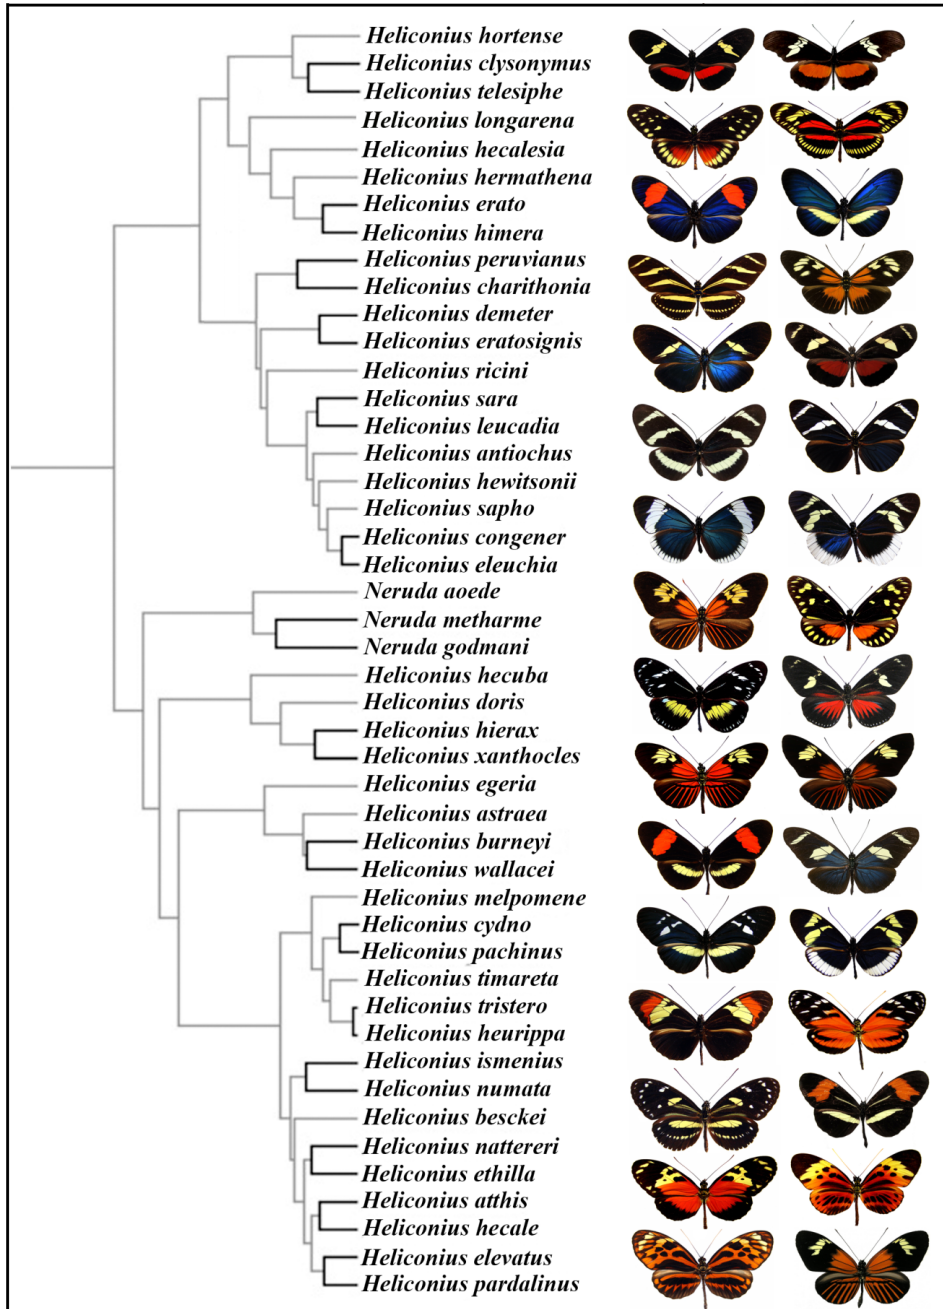 Heliconius hortense
Heliconius clysonymus
Heliconius telesiphe
Heliconius longarena
Heliconius hecalesia
Heliconius hermathena
Heliconius erato
Heliconius himera
Heliconius peruvianus
Heliconius charithonia
Heliconius demeter
Heliconius eratosignis
Heliconius ricini
Heliconius sara
Heliconius leucadia
Heliconius antiochus
Heliconius hewitsonii
Heliconius sapho
Heliconius congener
Heliconius eleuchia
Neruda aoede
Neruda metharme
Neruda godmani
Heliconius hecuba
Heliconius doris
Heliconius hierax
Heliconius xanthocles
Heliconius egeria
Heliconius astraea
Heliconius burneyi
Heliconius wallacei
Heliconius melpomene
Heliconius cydno
Heliconius pachinus
Heliconius timareta
Heliconius tristero
Heliconius heurippa
Heliconius ismenius
Heliconius numata
Heliconius besckei
Heliconius nattereri
Heliconius ethilla
Heliconius atthis
Heliconius hecale
Heliconius elevatus
Heliconius pardalinus